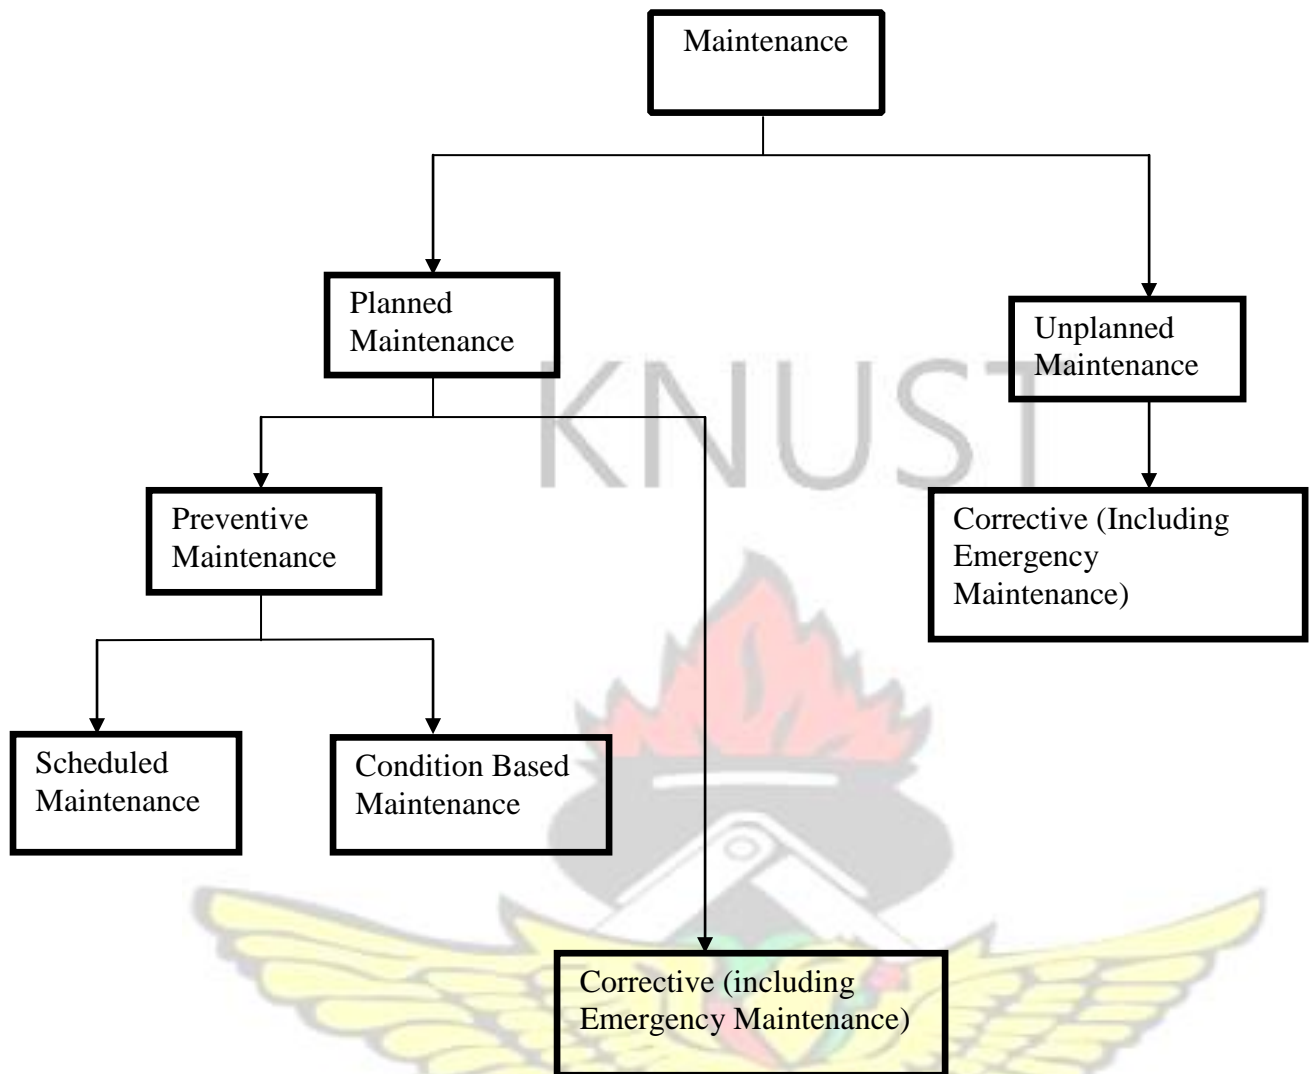 Maintenance
Planned
Maintenance
Unplanned
Maintenance
KNUST
Preventive
Maintenance
Corrective (Including
Emergency
Maintenance)
Scheduled
Maintenance
Condition Based
Maintenance
Corrective (including
Emergency Maintenance)